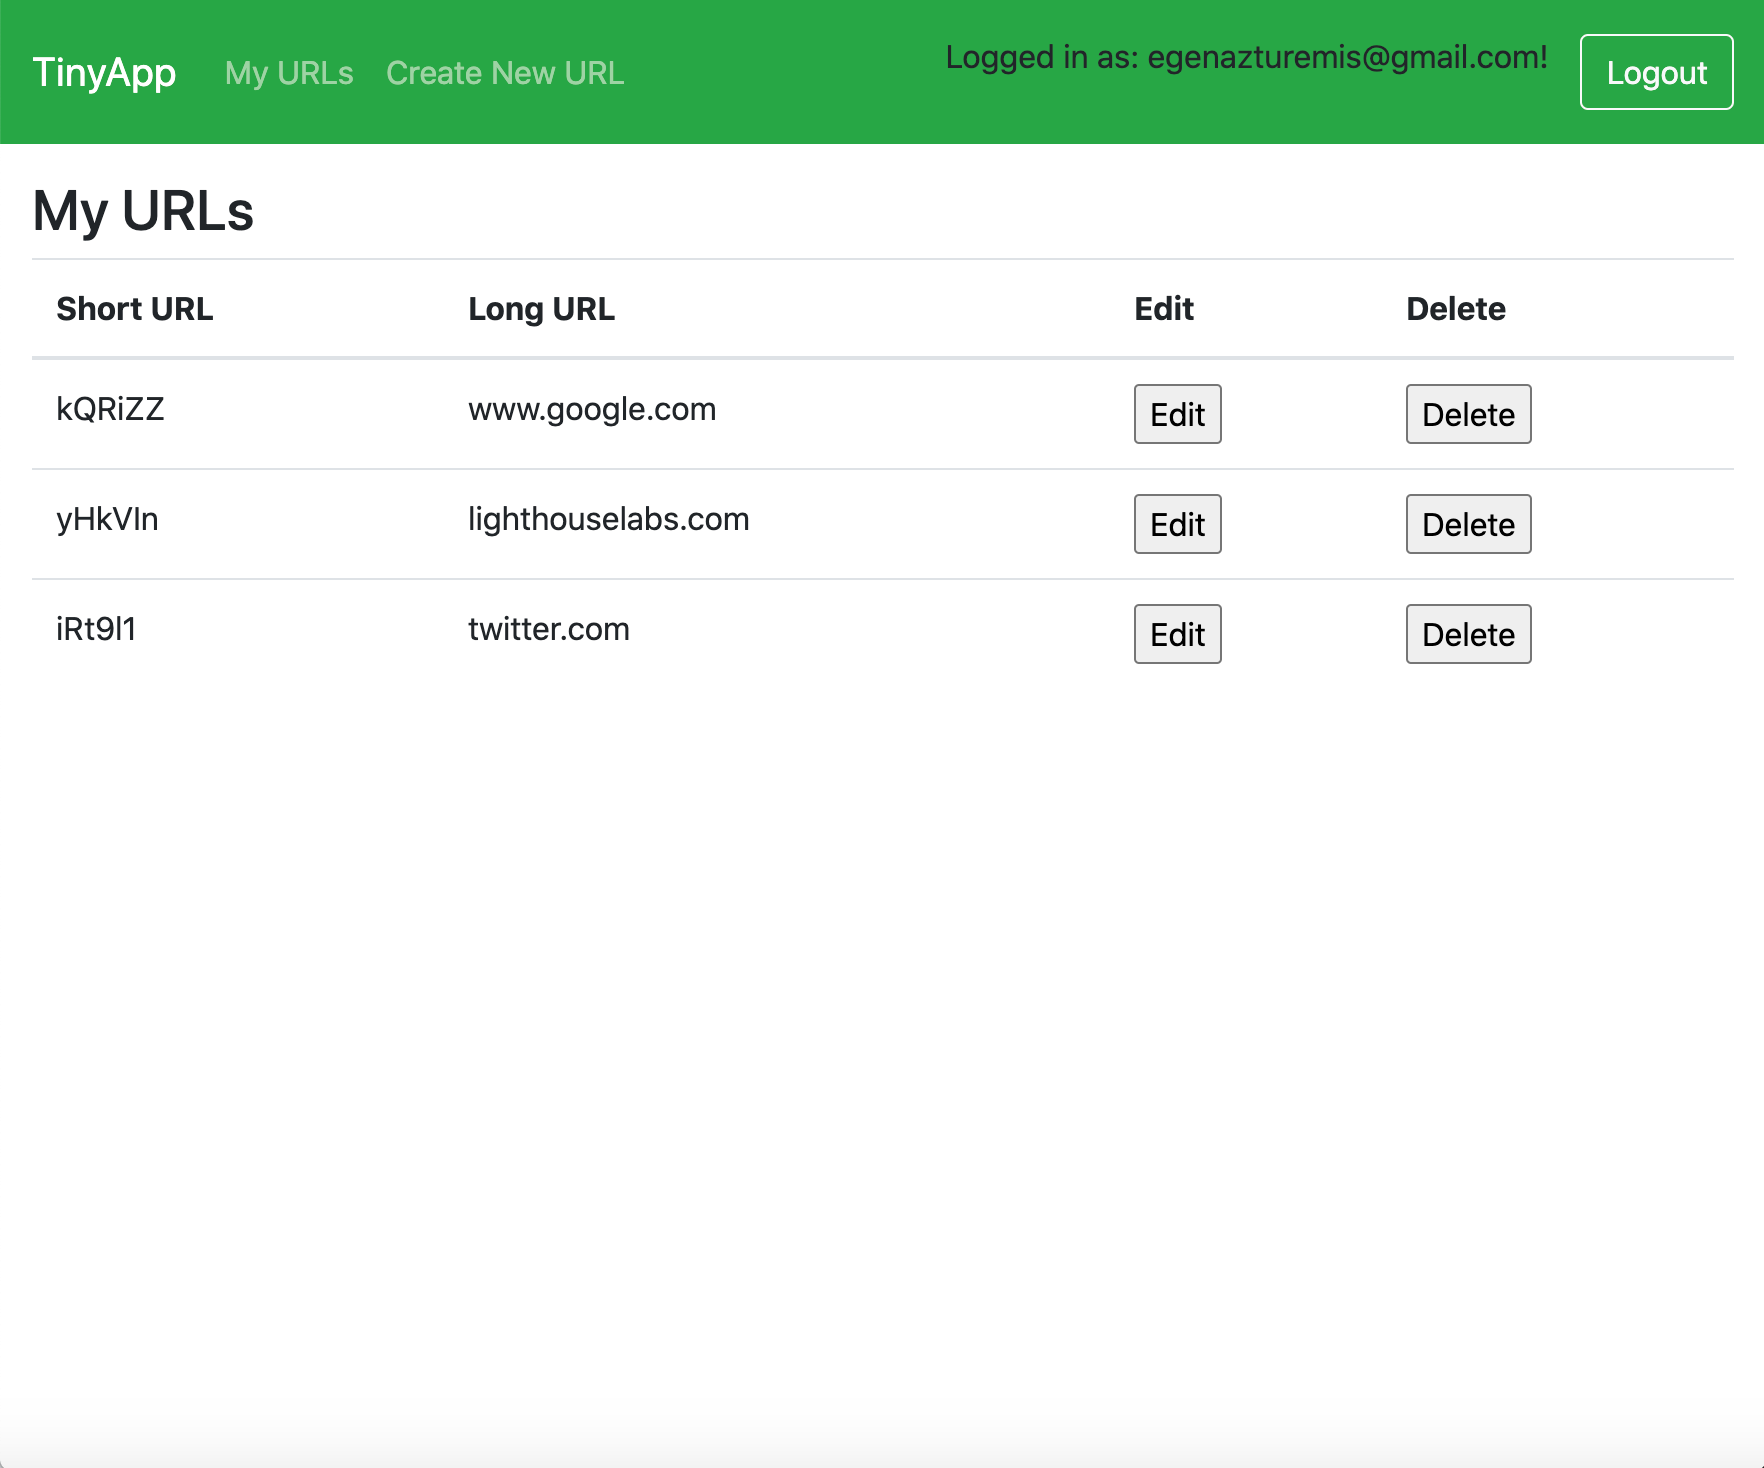 TinyApp My URLs Create New URL Logged in as: egenazturemis@gmail.com! Logout
My URLs
Short URL Long URL Edit Delete
kQRiZZ www.google.com Edit Delete
yHkVIn lighthouselabs.com Edit Delete
iRt9l1 twitter.com Edit Delete